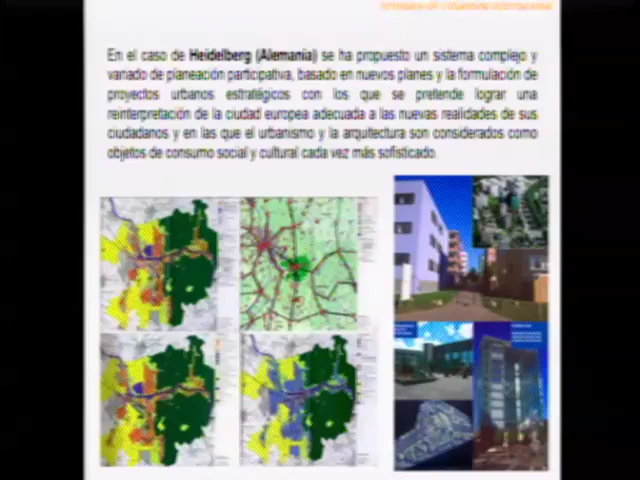 En el caso de Heidelberg (Alemania) se ha propuesto un sistema complejo y
variado de planeación participativa, basado en nuevos planes y la formulación de
proyectos urbanos estratégicos con los que se pretende lograr una
reinterpretación de la ciudad europea adecuada a las nuevas realidades de sus
ciudadanos y en las que el urbanismo y la arquitectura son considerados como
objetos de consumo social y cultural cada vez más sofisticado.